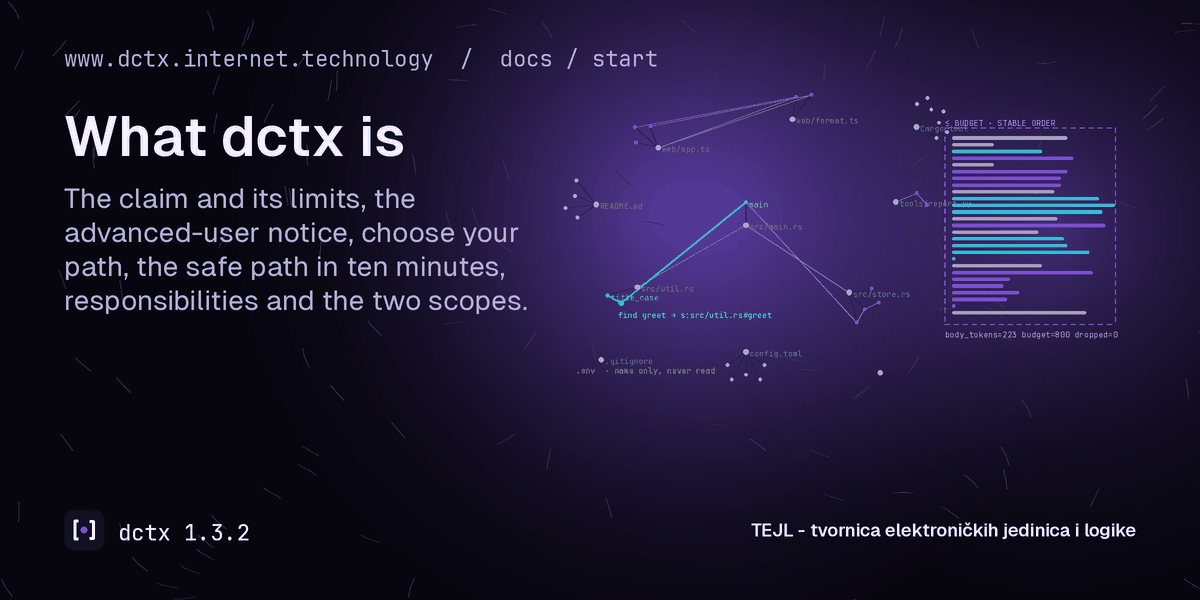 www.dctx.internet.technology / docs / start
What dctx is
The claim and its limits, the
advanced-user notice, choose your
path, the safe path in ten minutes,
responsibilities and the two scopes.
web/format.ts
web/app.ts
README.md
main
src/main.rs
src/util.rs
title_case
find greet → s:src/util.rs#greet
src/store.rs
.gitignore
.env · name only, never read
config.toml
≤ BUDGET · STABLE ORDER
body_tokens=223 budget=800 dropped=0
dctx 1.3.2
TEJL - tvornica elektroničkih jedinica i logike